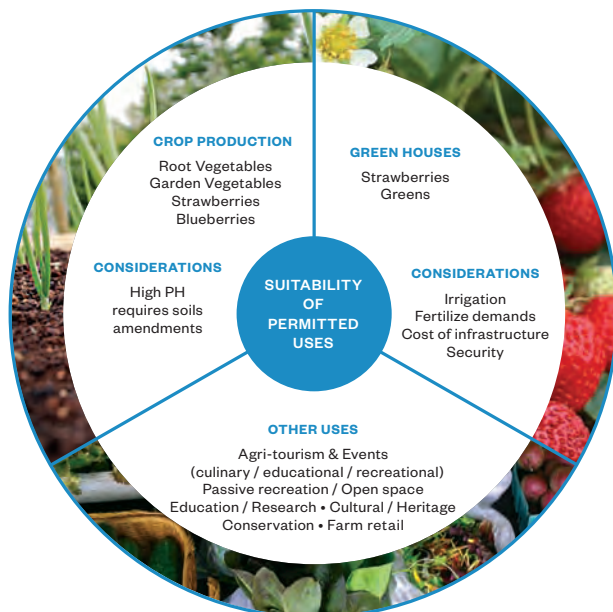 CROP PRODUCTION
Root Vegetables
Garden Vegetables
Strawberries
Blueberries
CONSIDERATIONS
High PH
requires soils
amendments
GREEN HOUSES
Strawberries
Greens
CONSIDERATIONS
Irrigation
Fertilize demands
Cost of infrastructure
Security
SUITABILITY
OF
PERMITTED
USES
OTHER USES
Agri-tourism & Events
(culinary / educational / recreational)
Passive recreation / Open space
Education / Research • Cultural / Heritage
Conservation • Farm retail